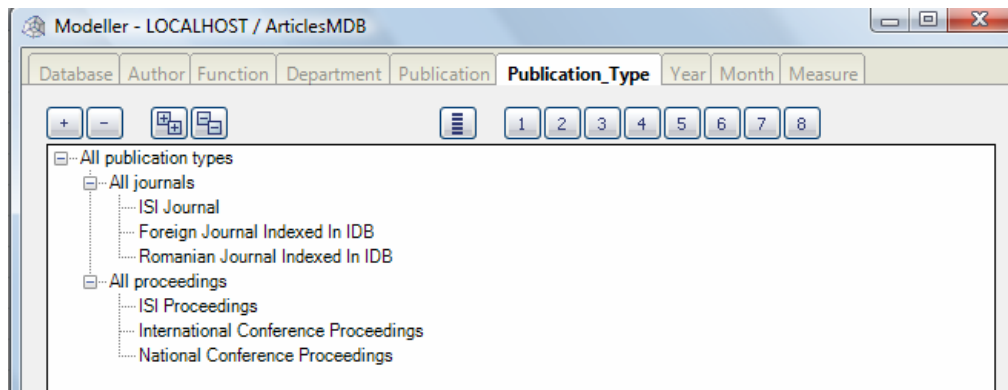 Modeller - LOCALHOST / ArticlesMDB
Database Author Function Department Publication Publication_Type Year Month Measure
+ - 1 2 3 4 5 6 7 8
All publication types
All journals
ISI Journal
Foreign Journal Indexed In IDB
Romanian Journal Indexed In IDB
All proceedings
ISI Proceedings
International Conference Proceedings
National Conference Proceedings